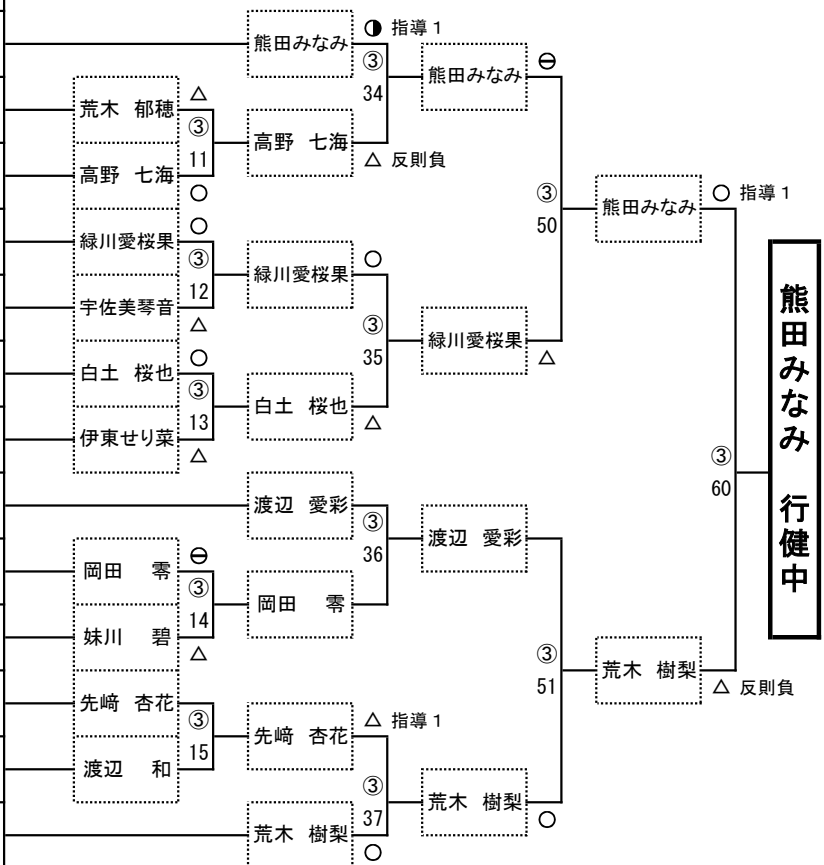 熊田みなみ
◑ 指導１
③
34
高野 七海
△ 反則負
熊田みなみ
⊖
荒木 郁穂
△
③
11
高野 七海
○
緑川愛桜果
○
③
12
宇佐美琴音
△
緑川愛桜果
○
③
35
白土 桜也
△
緑川愛桜果
△
白土 桜也
○
③
13
伊東せり菜
△
③
50
熊田みなみ
○ 指導１
渡辺 愛彩
③
36
岡田 零
渡辺 愛彩
岡田 零
⊖
③
14
妹川 碧
△
先﨑 杏花
③
15
渡辺 和
先﨑 杏花
△ 指導１
③
37
荒木 樹梨
○
荒木 樹梨
○
③
51
荒木 樹梨
△ 反則負
③
60
熊田みなみ 行健中